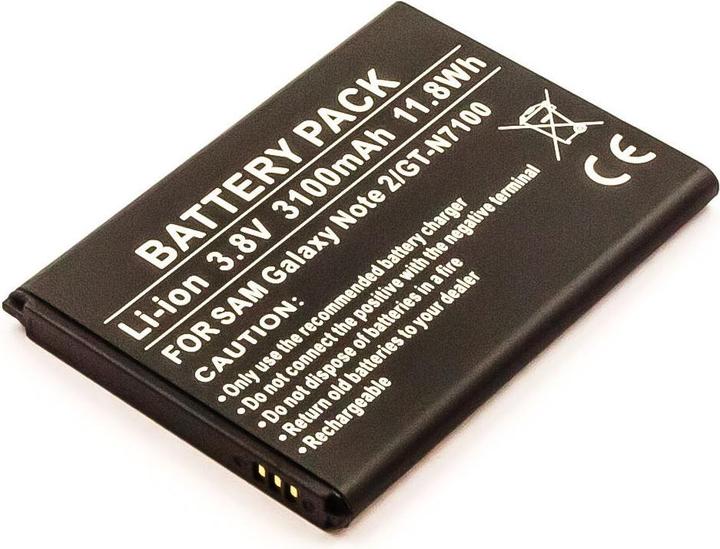 BATTERY PACK
Li-ion 3.8V 3100mAh 11.8Wh
FOR SAM Galaxy Note 2/GT-N7100
CAUTION:
*Only use the recommended battery charger
*Do not connect the positive with the negative terminal
*Do not dispose of batteries in a fire
*Return old batteries to your dealer
*Rechargeable
CE